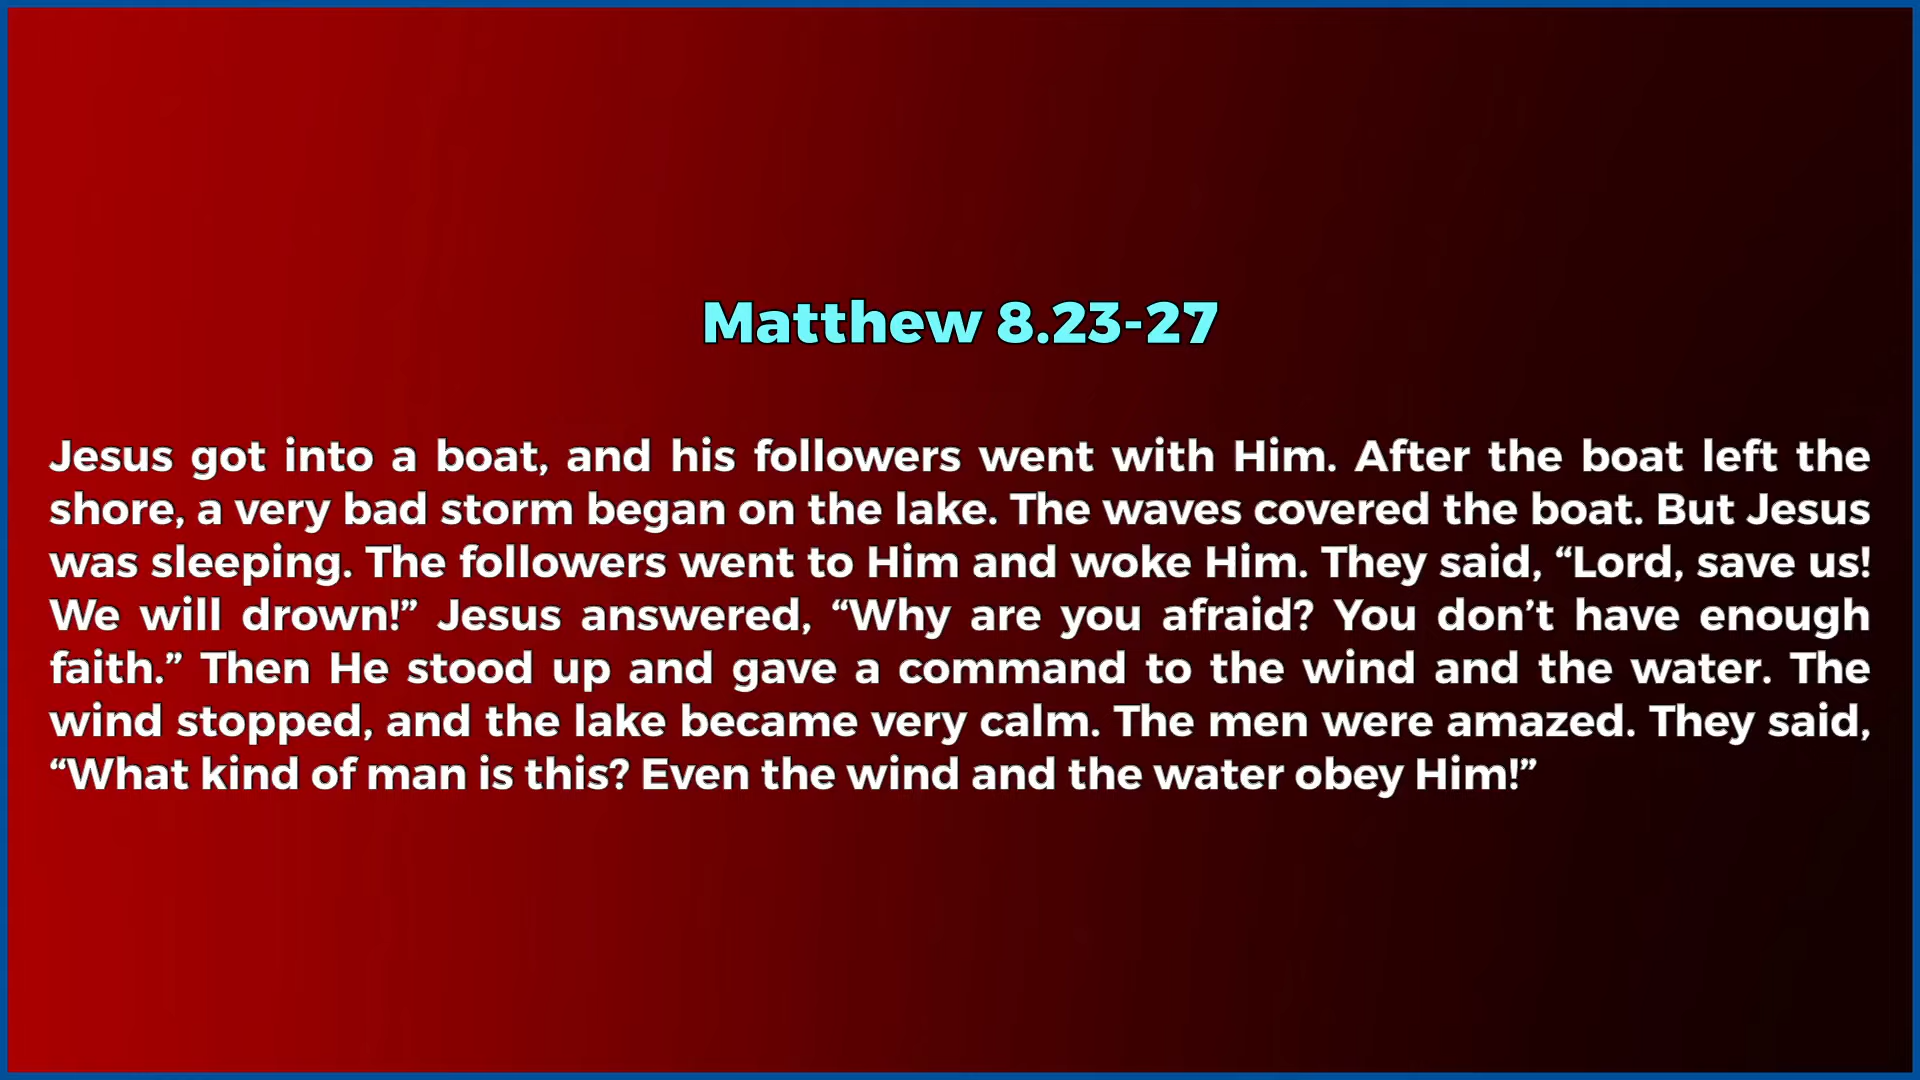 Matthew 8.23-27
Jesus got into a boat, and his followers went with Him. After the boat left the
shore, a very bad storm began on the lake. The waves covered the boat. But Jesus
was sleeping. The followers went to Him and woke Him. They said, “Lord, save us!
We will drown!” Jesus answered, “Why are you afraid? You don’t have enough
faith.” Then He stood up and gave a command to the wind and the water. The
wind stopped, and the lake became very calm. The men were amazed. They said,
“What kind of man is this? Even the wind and the water obey Him!”